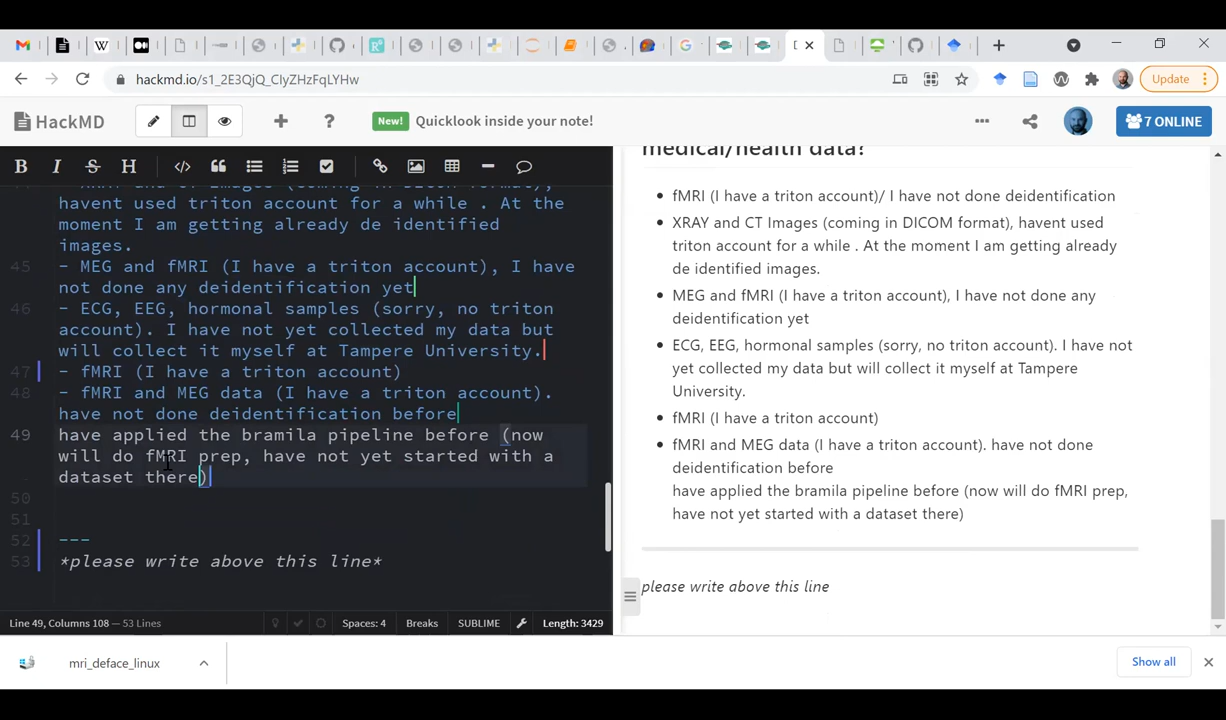 hackmd.io/s1_2E3QjQ_CIyZHzFqLYHw
Update
HackMD
New!
Quicklook inside your note!
7 ONLINE
B I S H
- XRAY and CT Images (coming in DICOM format),
havent used triton account for a while . At the
moment I am getting already de identified
images.
45
- MEG and fMRI (I have a triton account), I have
not done any deidentification yet
46
- ECG, EEG, hormonal samples (sorry, no triton
account). I have not yet collected my data but
will collect it myself at Tampere University.
47
- fMRI (I have a triton account)
48
- fMRI and MEG data (I have a triton account).
have not done deidentification before
49
have applied the bramila pipeline before (now
will do fMRI prep, have not yet started with a
dataset there)
50
51
52
---
53
*please write above this line*
Line 49, Columns 108 — 53 Lines
Spaces: 4
Breaks
SUBLIME
Length: 3429
medical/health data?
• fMRI (I have a triton account)/ I have not done deidentification
• XRAY and CT Images (coming in DICOM format), havent used
triton account for a while . At the moment I am getting already
de identified images.
• MEG and fMRI (I have a triton account), I have not done any
deidentification yet
• ECG, EEG, hormonal samples (sorry, no triton account). I have not
yet collected my data but will collect it myself at Tampere
University.
• fMRI (I have a triton account)
• fMRI and MEG data (I have a triton account). have not done
deidentification before
have applied the bramila pipeline before (now will do fMRI prep,
have not yet started with a dataset there)
please write above this line
mri_deface_linux
Show all